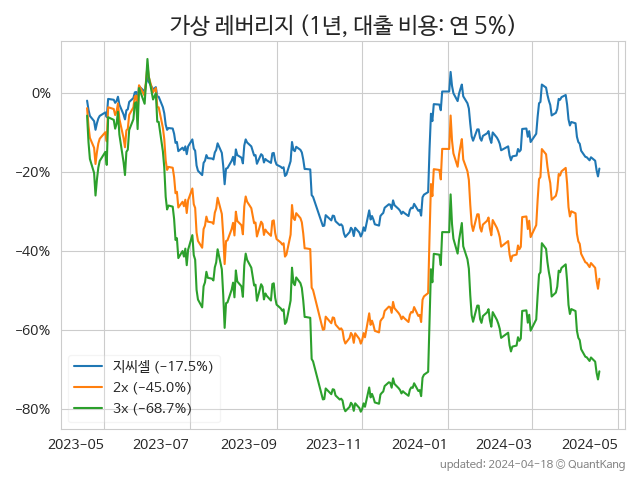 가상 레버리지 (1년, 대출 비용: 연 5%)
0%
−20%
−40%
−60%
−80%
지씨셀 (−17.5%)
2x (−45.0%)
3x (−68.7%)
2023-05 2023-07 2023-09 2023-11 2024-01 2024-03 2024-05
updated: 2024-04-18 © QuantKang